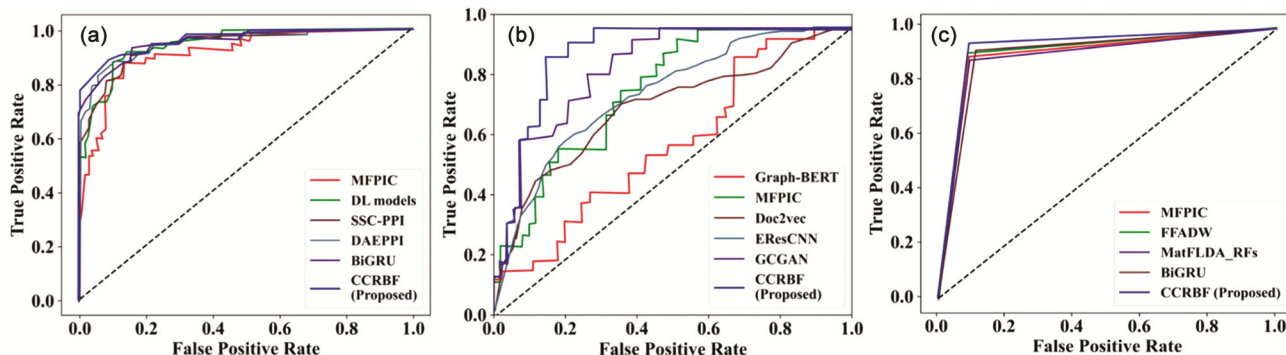 (a)
True Positive Rate
1.0
0.8
0.6
0.4
0.2
0.0
0.0 0.2 0.4 0.6 0.8 1.0
False Positive Rate
MFPIC
DL models
SSC-PPI
DAEPPI
BiGRU
CCRBF
(Proposed)
(b)
True Positive Rate
1.0
0.8
0.6
0.4
0.2
0.0
0.0 0.2 0.4 0.6 0.8 1.0
False Positive Rate
Graph-BERT
MFPIC
Doc2vec
EResCNN
GCGAN
CCRBF
(Proposed)
(c)
True Positive Rate
1.0
0.8
0.6
0.4
0.2
0.0
0.0 0.2 0.4 0.6 0.8 1.0
False Positive Rate
MFPIC
FFADW
MatFLDA_RFs
BiGRU
CCRBF (Proposed)